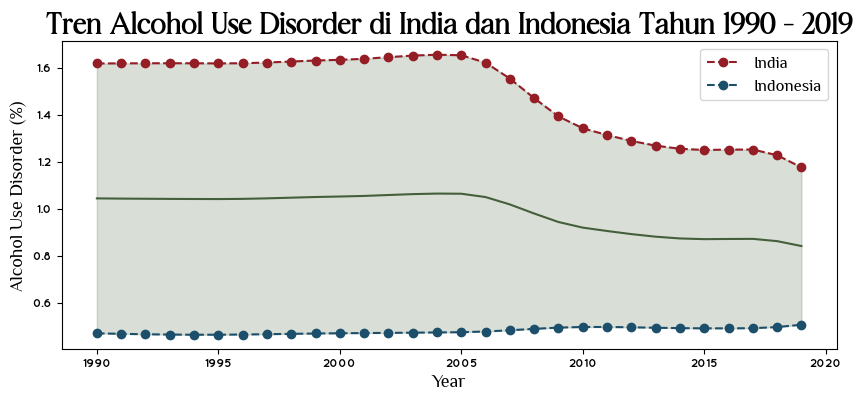 Tren Alcohol Use Disorder di India dan Indonesia Tahun 1990 - 2019
India
Indonesia
Alcohol Use Disorder (%)
1.6
1.4
1.2
1.0
0.8
0.6
1990
1995
2000
2005
2010
2015
2020
Year